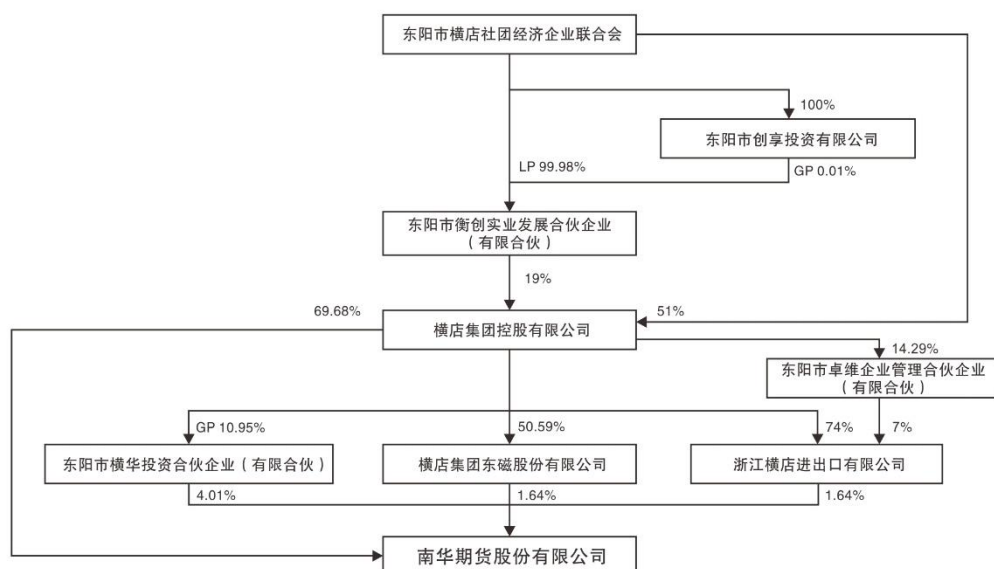 东阳市横店社团经济企业联合会
100%
东阳市创享投资有限公司
LP 99.98%
GP 0.01%
东阳市衡创实业发展合伙企业
（有限合伙）
19%
69.68%
51%
横店集团控股有限公司
14.29%
东阳市卓维企业管理合伙企业
（有限合伙）
GP 10.95%
50.59%
74%
7%
东阳市横华投资合伙企业（有限合伙）
横店集团东磁股份有限公司
浙江横店进出口有限公司
4.01%
1.64%
1.64%
南华期货股份有限公司